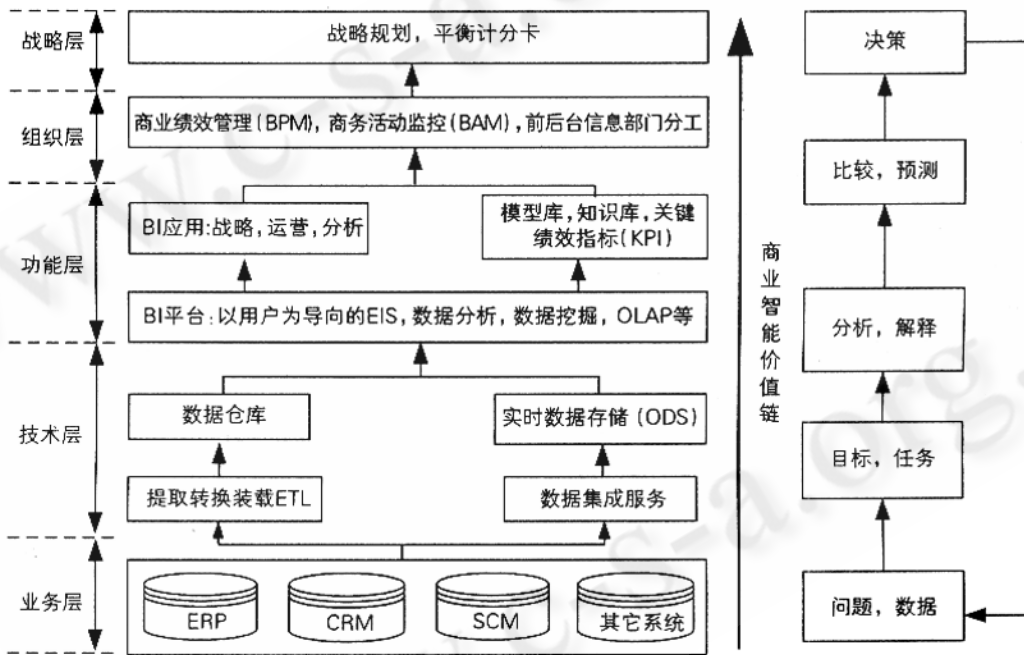 战略层
战略规划，平衡计分卡
组织层
商业绩效管理(BPM)，商务活动监控(BAM)，前后台信息部门分工
功能层
BI应用:战略，运营，分析
模型库，知识库，关键
绩效指标(KPI)
BI平台:以用户为导向的EIS，数据分析，数据挖掘，OLAP等
技术层
数据仓库
实时数据存储(ODS)
提取转换装载ETL
数据集成服务
业务层
ERP
CRM
SCM
其它系统
商业智能价值链
决策
比较，预测
分析，解释
目标，任务
问题，数据
www.c-s-a.org.